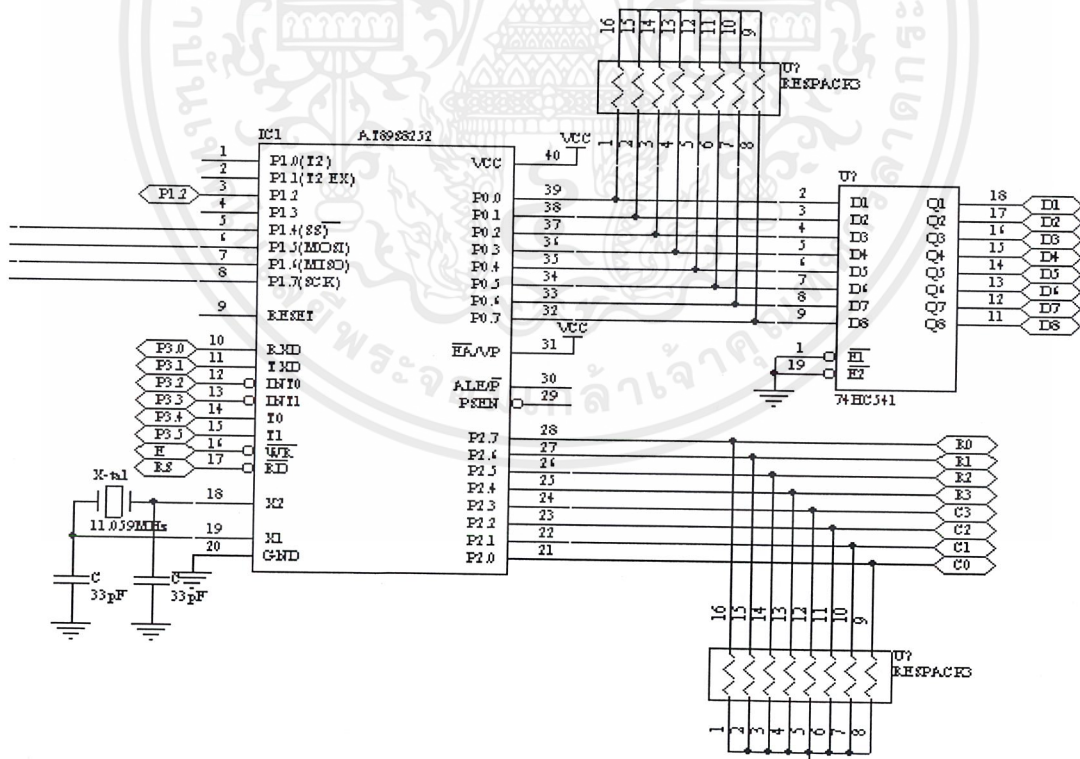 16 15 14 13 12 11 10 9
U?
RESPACK3
1 2 3 4 5 6 7 8
IC1
AT89S8252
1 P1.0(T2)
2 P1.1(T2 EX)
P1.2 3 P1.2
4 P1.3
5 P1.4(SS)
6 P1.5(MOSI)
7 P1.6(MISO)
8 P1.7(SCK)
9 RESET
P3.0 10 RXD
P3.1 11 TXD
P3.2 12 INT0
P3.3 13 INT1
P3.4 14 T0
P3.5 15 T1
E 16 WR
RS 17 RD
18 X2
19 X1
20 GND
X-tal
11.059MHz
C
33pF
C
33pF
VCC 40 VCC
P0.0 39
P0.1 38
P0.2 37
P0.3 36
P0.4 35
P0.5 34
P0.6 33
P0.7 32
EA/VP 31 VCC
ALE/P 30
PSEN 29
P2.7 28 R0
P2.6 27 R1
P2.5 26 R2
P2.4 25 R3
P2.3 24 C3
P2.2 23 C2
P2.1 22 C1
P2.0 21 C0
U?
2 D1 Q1 18 D1
3 D2 Q2 17 D2
4 D3 Q3 16 D3
5 D4 Q4 15 D4
6 D5 Q5 14 D5
7 D6 Q6 13 D6
8 D7 Q7 12 D7
9 D8 Q8 11 D8
1 E1
19 E2
74HC541
16 15 14 13 12 11 10 9
U?
RESPACK3
1 2 3 4 5 6 7 8